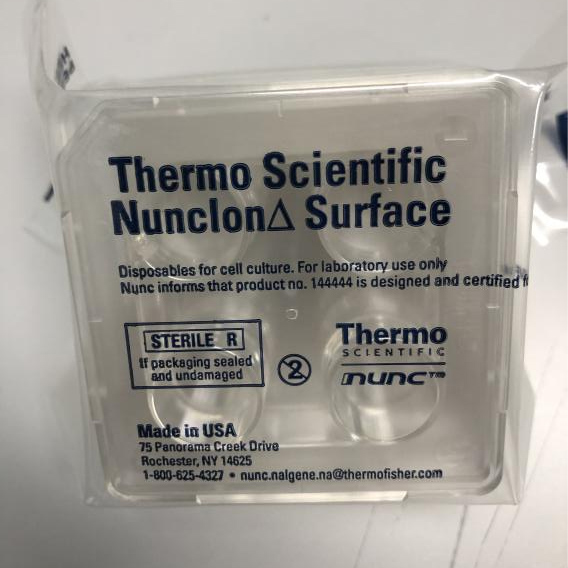 Thermo Scientific
Nunclon∆ Surface
Disposables for cell culture. For laboratory use only
Nunc informs that product no. 144444 is designed and certified
STERILE R
If packaging sealed
and undamaged
2
Thermo
SCIENTIFIC
nunc™
Made in USA
75 Panorama Creek Drive
Rochester, NY 14625
1-800-625-4327 • nunc.nalgene.na@thermofisher.com